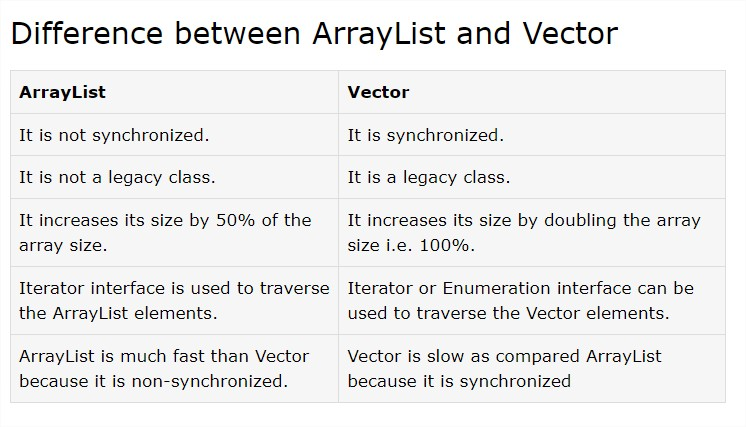 Difference between ArrayList and Vector
ArrayList
Vector
It is not synchronized.
It is synchronized.
It is not a legacy class.
It is a legacy class.
It increases its size by 50% of the
array size.
It increases its size by doubling the array
size i.e. 100%.
Iterator interface is used to traverse
the ArrayList elements.
Iterator or Enumeration interface can be
used to traverse the Vector elements.
ArrayList is much fast than Vector
because it is non-synchronized.
Vector is slow as compared ArrayList
because it is synchronized